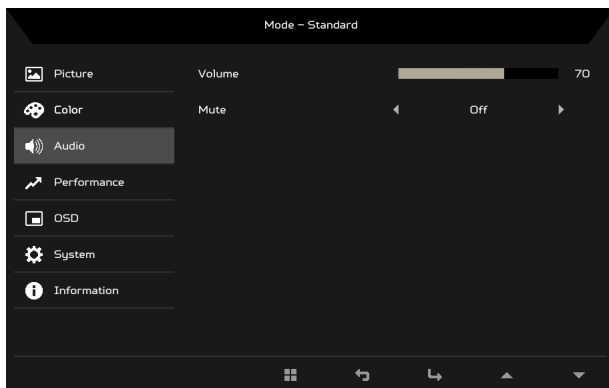 Mode – Standard
Picture
Volume 70
Color
Mute Off
Audio
Performance
OSD
System
Information